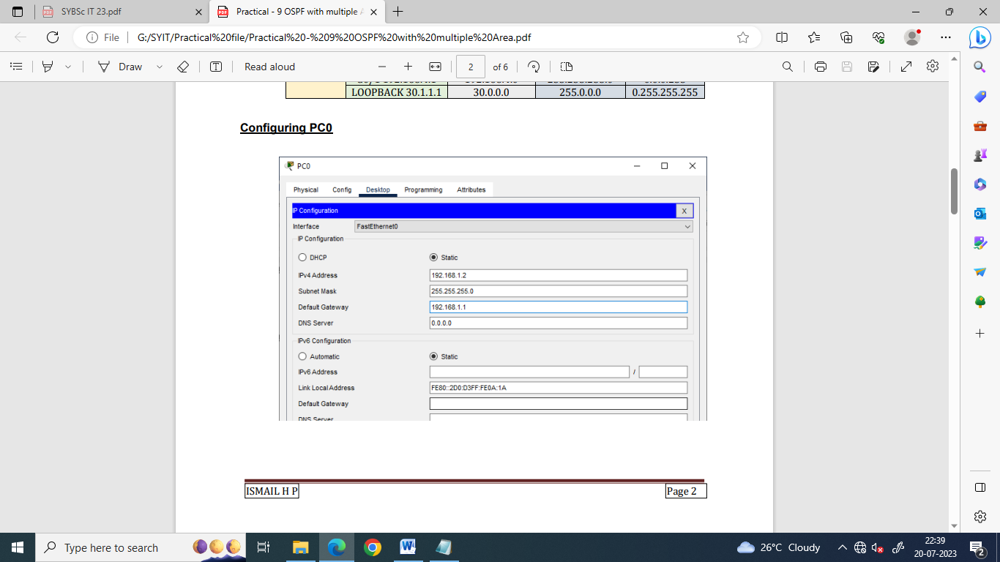 SYBSc IT 23.pdf
Practical - 9 OSPF with multiple A
File
G:/SYIT/Practical%20file/Practical%20-%209%20OSPF%20with%20multiple%20Area.pdf
Draw
Read aloud
2 of 6
LOOPBACK 30.1.1.1 30.0.0.0 255.0.0.0 0.255.255.255
Configuring PC0
PC0
Physical Config Desktop Programming Attributes
IP Configuration X
Interface FastEthernet0
IP Configuration
DHCP Static
IPv4 Address 192.168.1.2
Subnet Mask 255.255.255.0
Default Gateway 192.168.1.1
DNS Server 0.0.0.0
IPv6 Configuration
Automatic Static
IPv6 Address /
Link Local Address FE80::2D0:D3FF:FE0A:1A
Default Gateway
DNS Server
ISMAIL H P Page 2
Type here to search
26°C Cloudy
22:39
20-07-2023
2